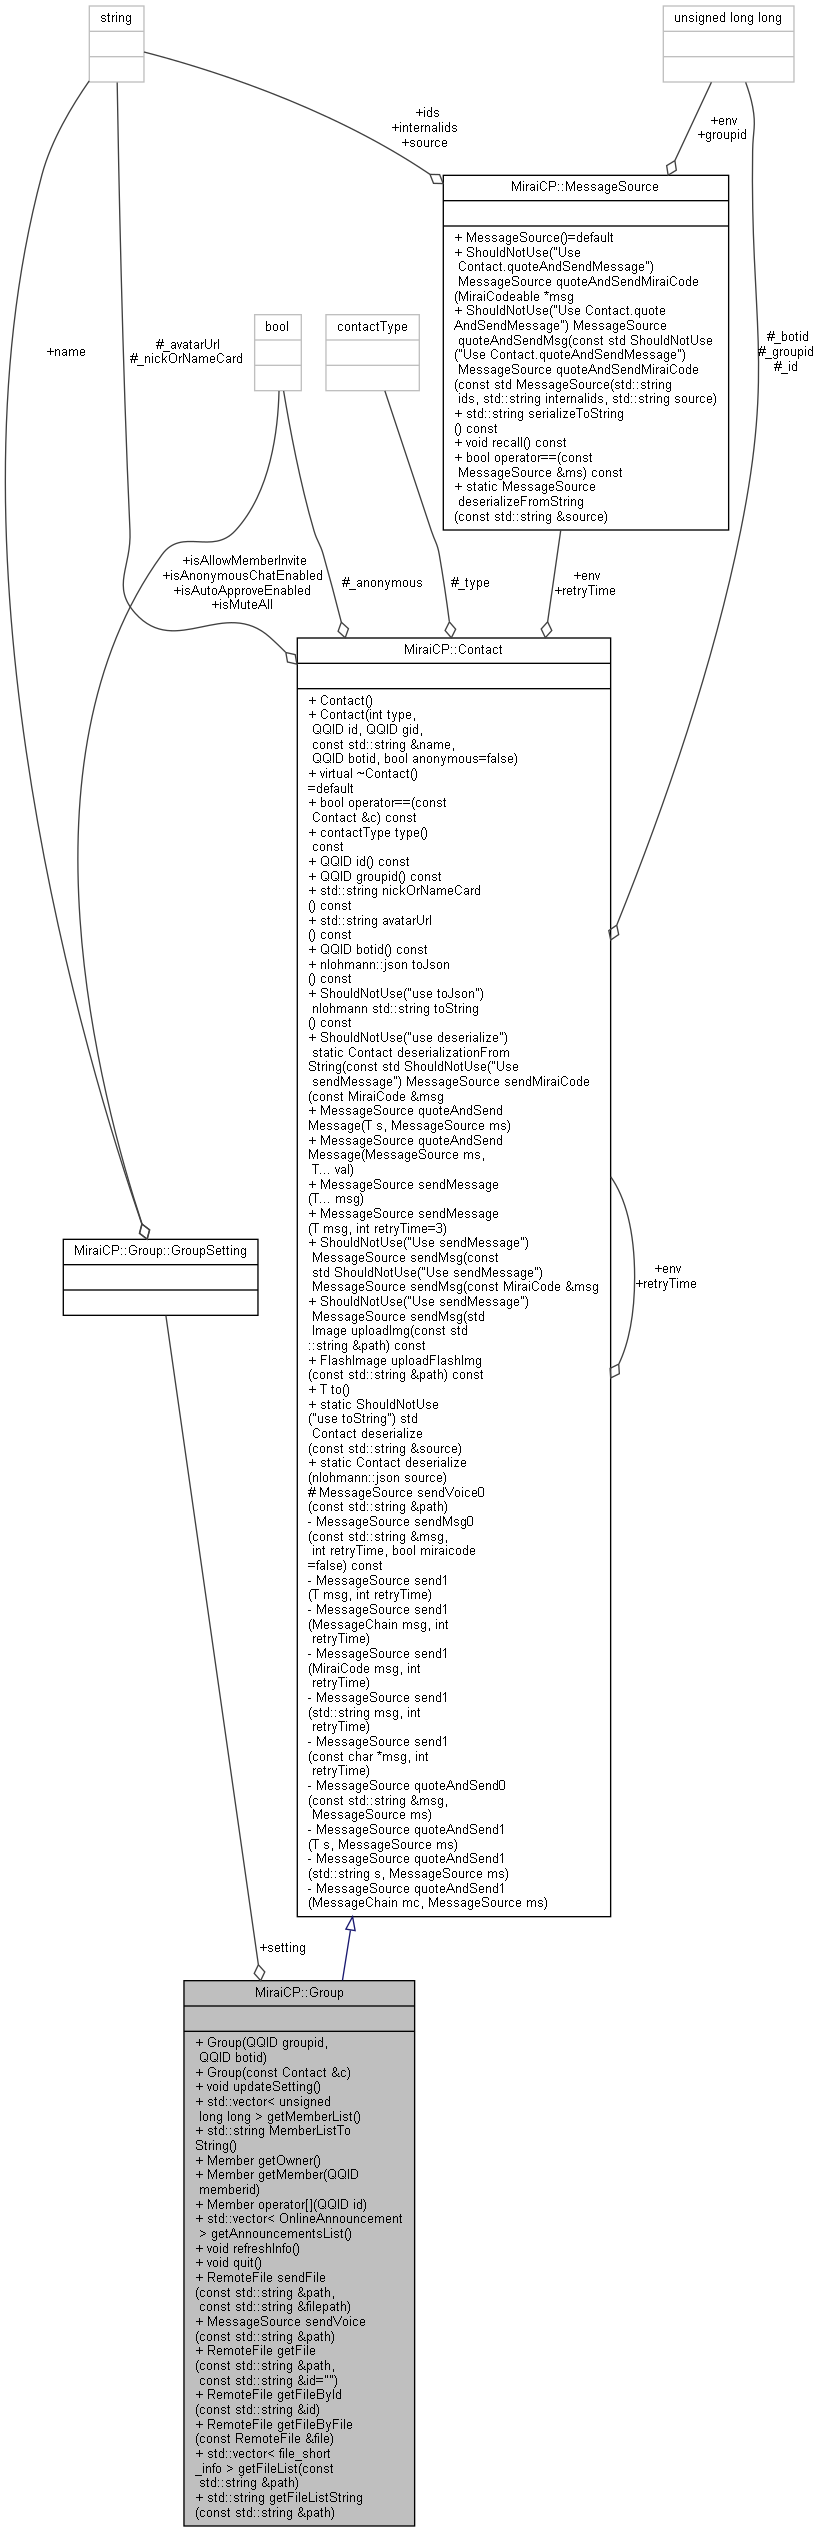 string
unsigned long long
+ids
+internalids
+source
+env
+groupid
MiraiCP::MessageSource
+ MessageSource()=default
+ ShouldNotUse("Use
Contact.quoteAndSendMessage")
MessageSource quoteAndSendMiraiCode
(MiraiCodeable *msg
+ ShouldNotUse("Use Contact.quote
AndSendMessage") MessageSource
quoteAndSendMsg(const std ShouldNotUse
("Use Contact.quoteAndSendMessage")
MessageSource quoteAndSendMiraiCode
(const std MessageSource(std::string
ids, std::string internalids, std::string source)
+ std::string serializeToString
() const
+ void recall() const
+ bool operator==(const
MessageSource &ms) const
+ static MessageSource
deserializeFromString
(const std::string &source)
bool
contactType
+name
#_avatarUrl
#_nickOrNameCard
#_botid
#_groupid
#_id
+isAllowMemberInvite
+isAnonymousChatEnabled
+isAutoApproveEnabled
+isMuteAll
#_anonymous
#_type
+env
+retryTime
MiraiCP::Contact
+ Contact()
+ Contact(int type,
QQID id, QQID gid,
const std::string &name,
QQID botid, bool anonymous=false)
+ virtual ~Contact()
=default
+ bool operator==(const
Contact &c) const
+ contactType type()
const
+ QQID id() const
+ QQID groupid() const
+ std::string nickOrNameCard
() const
+ std::string avatarUrl
() const
+ QQID botid() const
+ nlohmann::json toJson
() const
+ ShouldNotUse("use toJson")
nlohmann std::string toString
() const
+ ShouldNotUse("use deserialize")
static Contact deserializationFrom
String(const std ShouldNotUse("Use
sendMessage") MessageSource sendMiraiCode
(const MiraiCode &msg
+ MessageSource quoteAndSend
Message(T s, MessageSource ms)
+ MessageSource quoteAndSend
Message(MessageSource ms,
T... val)
+ MessageSource sendMessage
(T... msg)
+ MessageSource sendMessage
(T msg, int retryTime=3)
+ ShouldNotUse("Use sendMessage")
MessageSource sendMsg(const
std ShouldNotUse("Use sendMessage")
MessageSource sendMsg(const MiraiCode &msg
+ ShouldNotUse("Use sendMessage")
MessageSource sendMsg(std
Image uploadImg(const std
::string &path) const
+ FlashImage uploadFlashImg
(const std::string &path) const
+ T to()
+ static ShouldNotUse
("use toString") std
Contact deserialize
(const std::string &source)
+ static Contact deserialize
(nlohmann::json source)
# MessageSource sendVoice0
(const std::string &path)
- MessageSource sendMsg0
(const std::string &msg,
int retryTime, bool miraicode
=false) const
- MessageSource send1
(T msg, int retryTime)
- MessageSource send1
(MessageChain msg, int
retryTime)
- MessageSource send1
(MiraiCode msg, int
retryTime)
- MessageSource send1
(std::string msg, int
retryTime)
- MessageSource send1
(const char *msg, int
retryTime)
- MessageSource quoteAndSend0
(const std::string &msg,
MessageSource ms)
- MessageSource quoteAndSend1
(T s, MessageSource ms)
- MessageSource quoteAndSend1
(std::string s, MessageSource ms)
- MessageSource quoteAndSend1
(MessageChain mc, MessageSource ms)
+env
+retryTime
MiraiCP::Group::GroupSetting
+setting
MiraiCP::Group
+ Group(QQID groupid,
QQID botid)
+ Group(const Contact &c)
+ void updateSetting()
+ std::vector< unsigned
long long > getMemberList()
+ std::string MemberListTo
String()
+ Member getOwner()
+ Member getMember(QQID
memberid)
+ Member operator[](QQID id)
+ std::vector< OnlineAnnouncement
> getAnnouncementsList()
+ void refreshInfo()
+ void quit()
+ RemoteFile sendFile
(const std::string &path,
const std::string &filepath)
+ MessageSource sendVoice
(const std::string &path)
+ RemoteFile getFile
(const std::string &path,
const std::string &id="")
+ RemoteFile getFileById
(const std::string &id)
+ RemoteFile getFileByFile
(const RemoteFile &file)
+ std::vector< file_short
_info > getFileList(const
std::string &path)
+ std::string getFileListString
(const std::string &path)